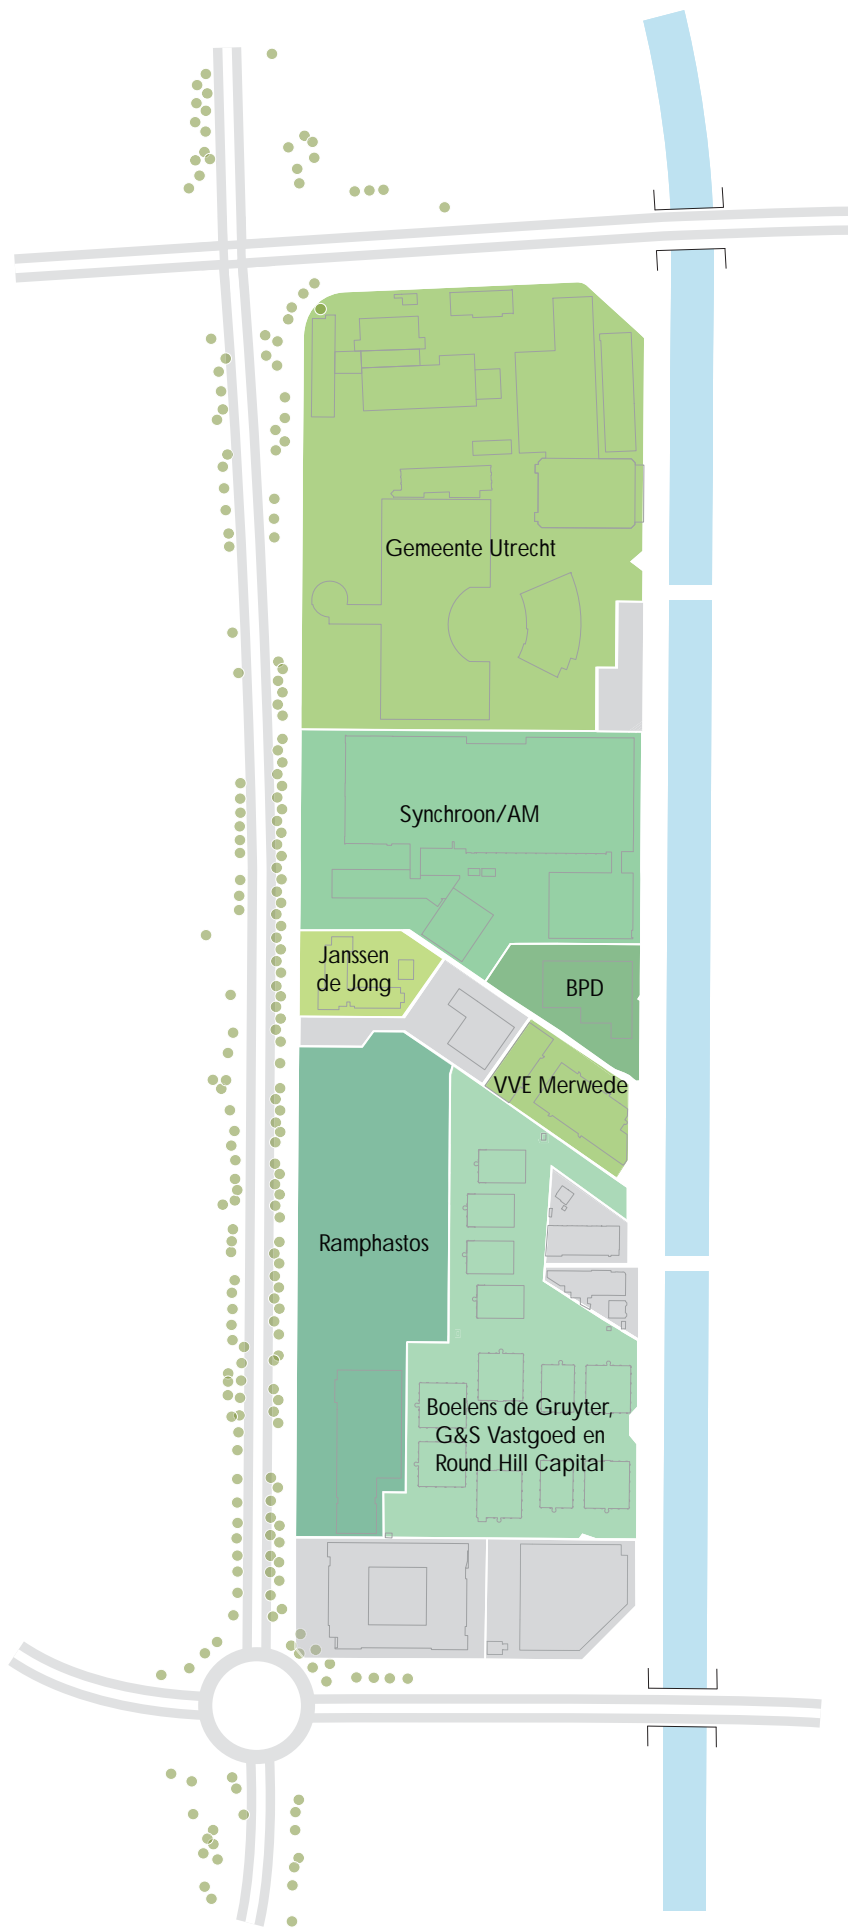 Gemeente Utrecht
Synchroon/AM
Janssen
de Jong
BPD
VVE Merwede
Ramphastos
Boelens de Gruyter,
G&S Vastgoed en
Round Hill Capital